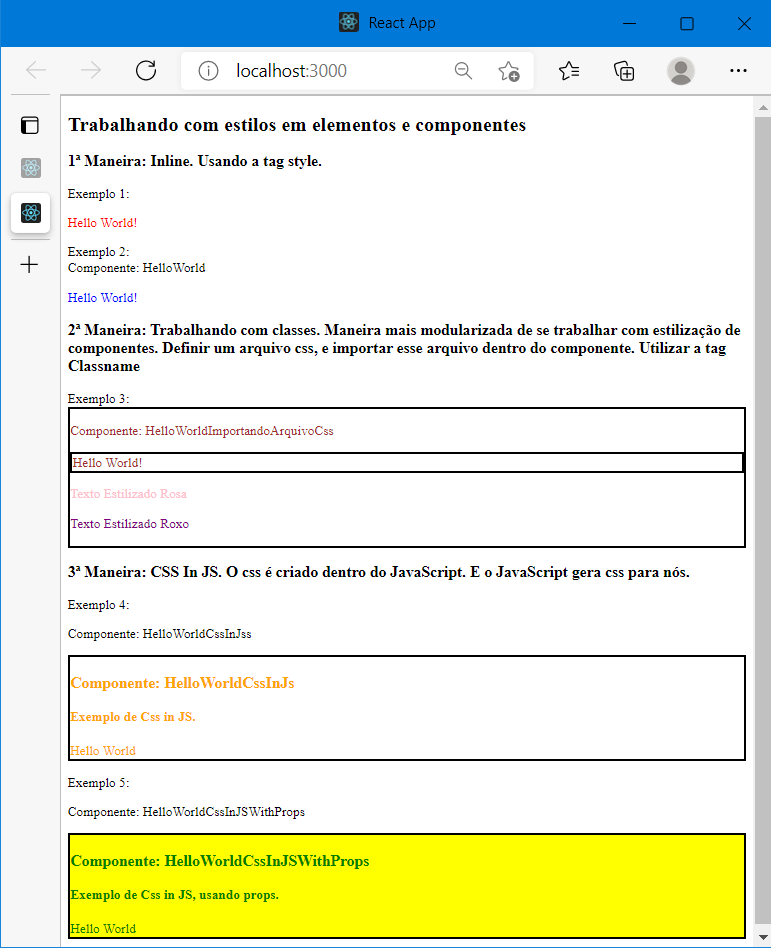 React App
localhost:3000
Trabalhando com estilos em elementos e componentes
1ª Maneira: Inline. Usando a tag style.
Exemplo 1:
Hello World!
Exemplo 2:
Componente: HelloWorld
Hello World!
2ª Maneira: Trabalhando com classes. Maneira mais modularizada de se trabalhar com estilização de
componentes. Definir um arquivo css, e importar esse arquivo dentro do componente. Utilizar a tag
Classname
Exemplo 3:
Componente: HelloWorldImportandoArquivoCss
Hello World!
Texto Estilizado Rosa
Texto Estilizado Roxo
3ª Maneira: CSS In JS. O css é criado dentro do JavaScript. E o JavaScript gera css para nós.
Exemplo 4:
Componente: HelloWorldCssInJss
Componente: HelloWorldCssInJs
Exemplo de Css in JS.
Hello World
Exemplo 5:
Componente: HelloWorldCssInJSWithProps
Componente: HelloWorldCssInJSWithProps
Exemplo de Css in JS, usando props.
Hello World